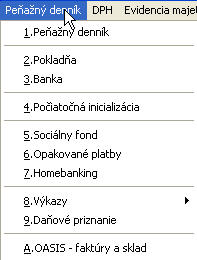 Peňažný denník DPH Evidencia majet
1.Peňažný denník
2.Pokladňa
3.Banka
4.Počiatočná inicializácia
5.Sociálny fond
6.Opakované platby
7.Homebanking
8.Výkazy
9.Daňové priznanie
A.OASIS - faktúry a sklad